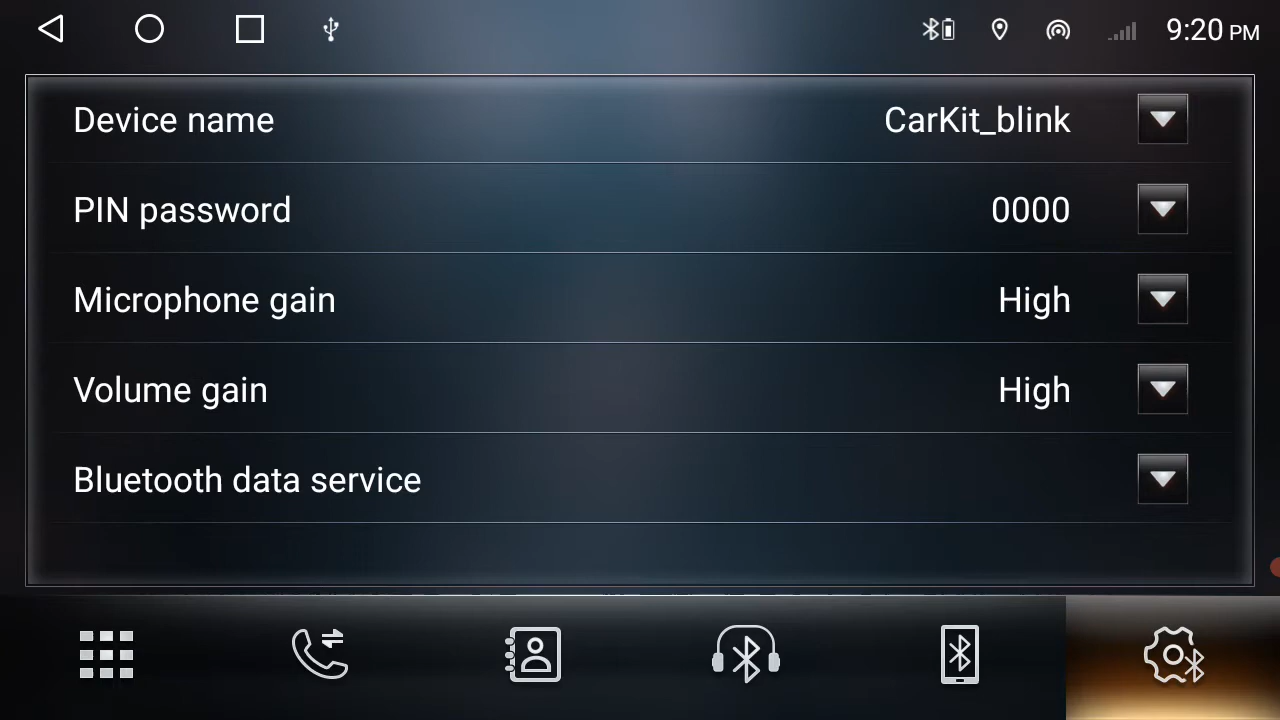 9:20 PM
Device name CarKit_blink
PIN password 0000
Microphone gain High
Volume gain High
Bluetooth data service